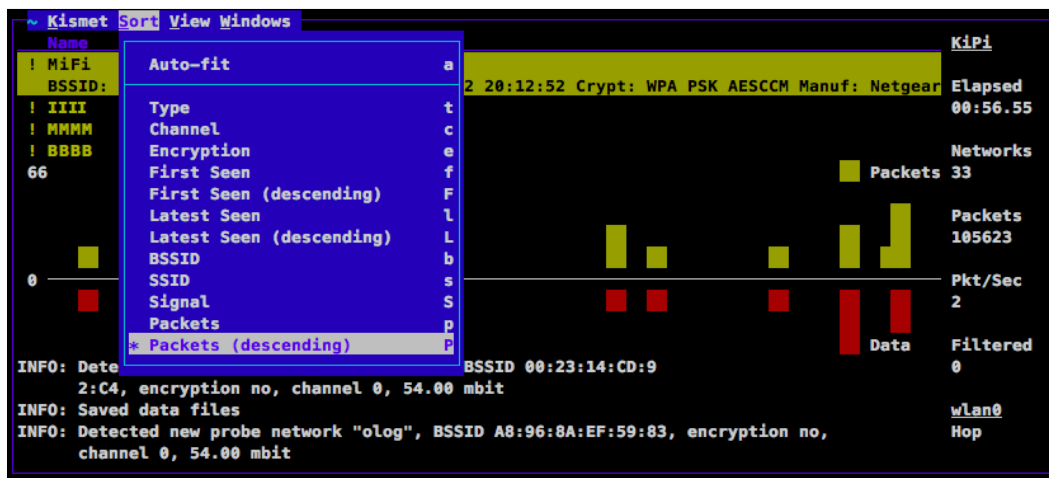 ~ Kismet Sort View Windows
Name
KiPi
! MiFi
Auto-fit a
BSSID: 2 20:12:52 Crypt: WPA PSK AESCCM Manuf: Netgear
Elapsed
! IIII
Type t
00:56.55
! MMMM
Channel c
! BBBB
Encryption e
Networks
66
First Seen f
Packets
33
First Seen (descending) F
Latest Seen l
Packets
Latest Seen (descending) L
105623
BSSID b
0
SSID s
Pkt/Sec
Signal S
2
Packets p
* Packets (descending) P
Data
Filtered
INFO: Dete BSSID 00:23:14:CD:9
0
2:C4, encryption no, channel 0, 54.00 mbit
INFO: Saved data files
wlan0
INFO: Detected new probe network "olog", BSSID A8:96:8A:EF:59:83, encryption no,
Hop
channel 0, 54.00 mbit